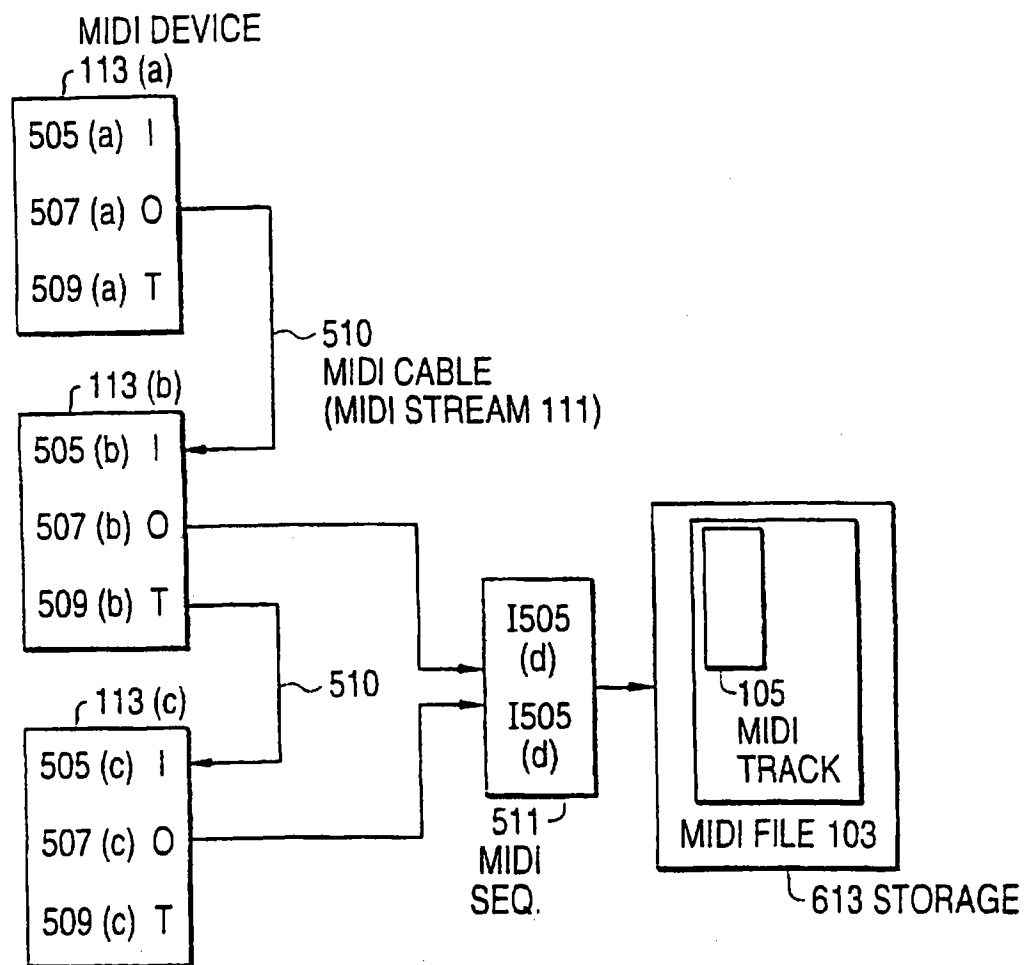 MIDI DEVICE
113 (a)
505 (a) I
507 (a) O
509 (a) T
510
MIDI CABLE
(MIDI STREAM 111)
113 (b)
505 (b) I
507 (b) O
509 (b) T
510
113 (c)
505 (c) I
507 (c) O
509 (c) T
I505
(d)
I505
(d)
511
MIDI
SEQ.
105
MIDI
TRACK
MIDI FILE 103
613 STORAGE